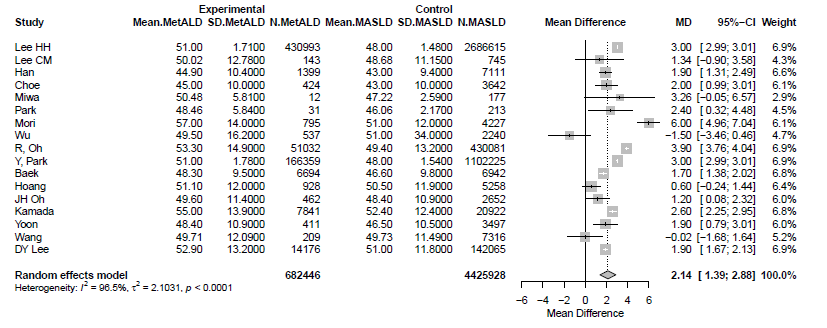 Experimental Control
Study Mean.MetALD SD.MetALD N.MetALD Mean.MASLD SD.MASLD N.MASLD Mean Difference MD 95%-CI Weight
Lee HH 51.00 1.7100 430993 48.00 1.4800 2686615 3.00 [2.99; 3.01] 6.9%
Lee CM 50.02 12.7800 143 48.68 11.1500 745 1.34 [-0.90; 3.58] 4.4%
Han 44.90 10.4000 1399 43.00 9.4000 7111 1.90 [1.31; 2.49] 6.7%
Choe 45.00 10.0000 424 43.00 10.0000 3642 2.00 [0.99; 3.01] 6.3%
Miwa 50.48 5.8100 12 47.22 2.5900 177 3.26 [-0.05; 6.57] 2.9%
Park 48.46 5.8400 31 46.06 2.1700 213 2.40 [0.32; 4.48] 4.6%
Mori 57.00 14.0000 795 51.00 12.0000 4227 6.00 [4.96; 7.04] 6.3%
Wu 49.50 16.2000 537 51.00 34.0000 2240 -1.50 [-3.46; 0.46] 4.8%
R, Oh 53.30 14.9000 51032 49.40 13.2000 430081 3.90 [3.76; 4.04] 6.9%
Y, Park 51.00 1.7800 166359 48.00 1.5400 1102225 3.00 [2.99; 3.01] 6.9%
Baek 48.30 9.5000 6694 46.60 9.8000 6942 1.70 [1.38; 2.02] 6.9%
Hoang 51.10 12.0000 928 50.50 11.9000 5258 0.60 [-0.24; 1.44] 6.5%
JH Oh 49.60 11.4000 462 48.40 10.9000 2652 1.20 [0.08; 2.32] 6.2%
Kamada 55.00 13.9000 7841 52.40 12.4000 20922 2.60 [2.25; 2.95] 6.8%
Yoon 48.40 10.9000 411 46.50 10.5000 3497 1.90 [0.79; 3.01] 6.2%
Wang 49.71 12.0900 209 49.73 11.4900 7316 -0.02 [-1.68; 1.64] 5.2%
DY Lee 52.90 13.2000 14176 51.00 11.8000 142065 1.90 [1.67; 2.13] 6.9%
Random effects model 682446 4425928 2.14 [1.39; 2.88] 100.0%
Heterogeneity: I² = 96.5%, τ² = 2.1031, p < 0.0001
-6 -4 -2 0 2 4 6
Mean Difference